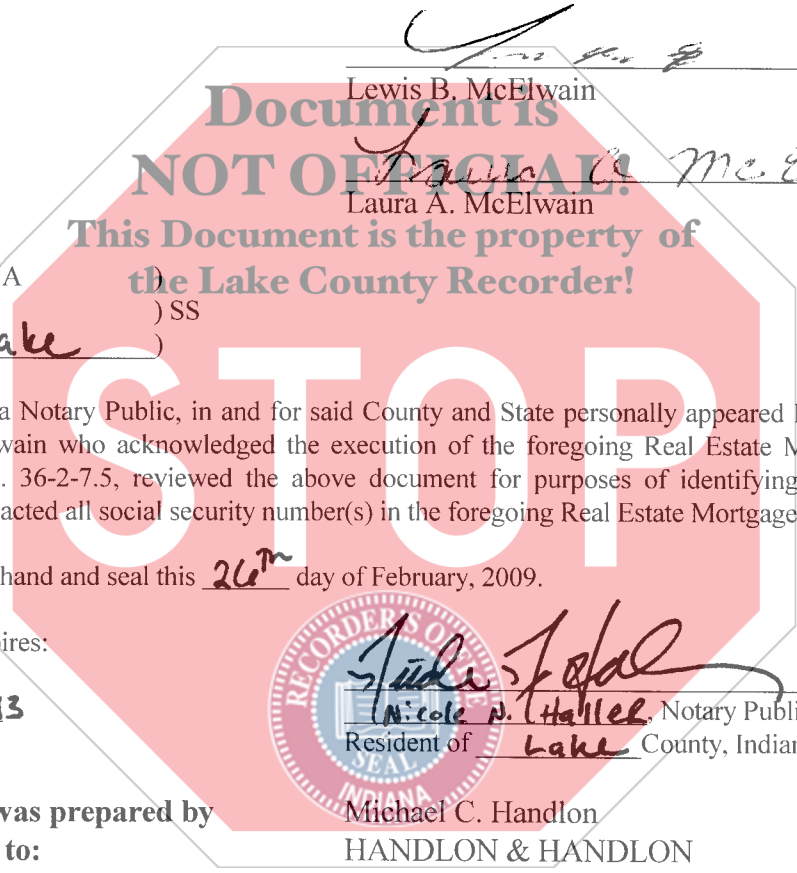 Lewis B. McElwain
Document is
NOT OFFICIAL!
Laura A. McElwain
This Document is the property of
the Lake County Recorder!
A )
) SS
ake )
STOP
a Notary Public, in and for said County and State personally appeared
wain who acknowledged the execution of the foregoing Real Estate M
. 36-2-7.5, reviewed the above document for purposes of identifying
acted all social security number(s) in the foregoing Real Estate Mortgage
hand and seal this 26Th day of February, 2009.
ires:
RECORDER'S OFFICE
13
Nicole N. Haller, Notary Publi
Resident of Lake County, Indian
SEAL
INDIANA
was prepared by Michael C. Handlon
to: HANDLON & HANDLON